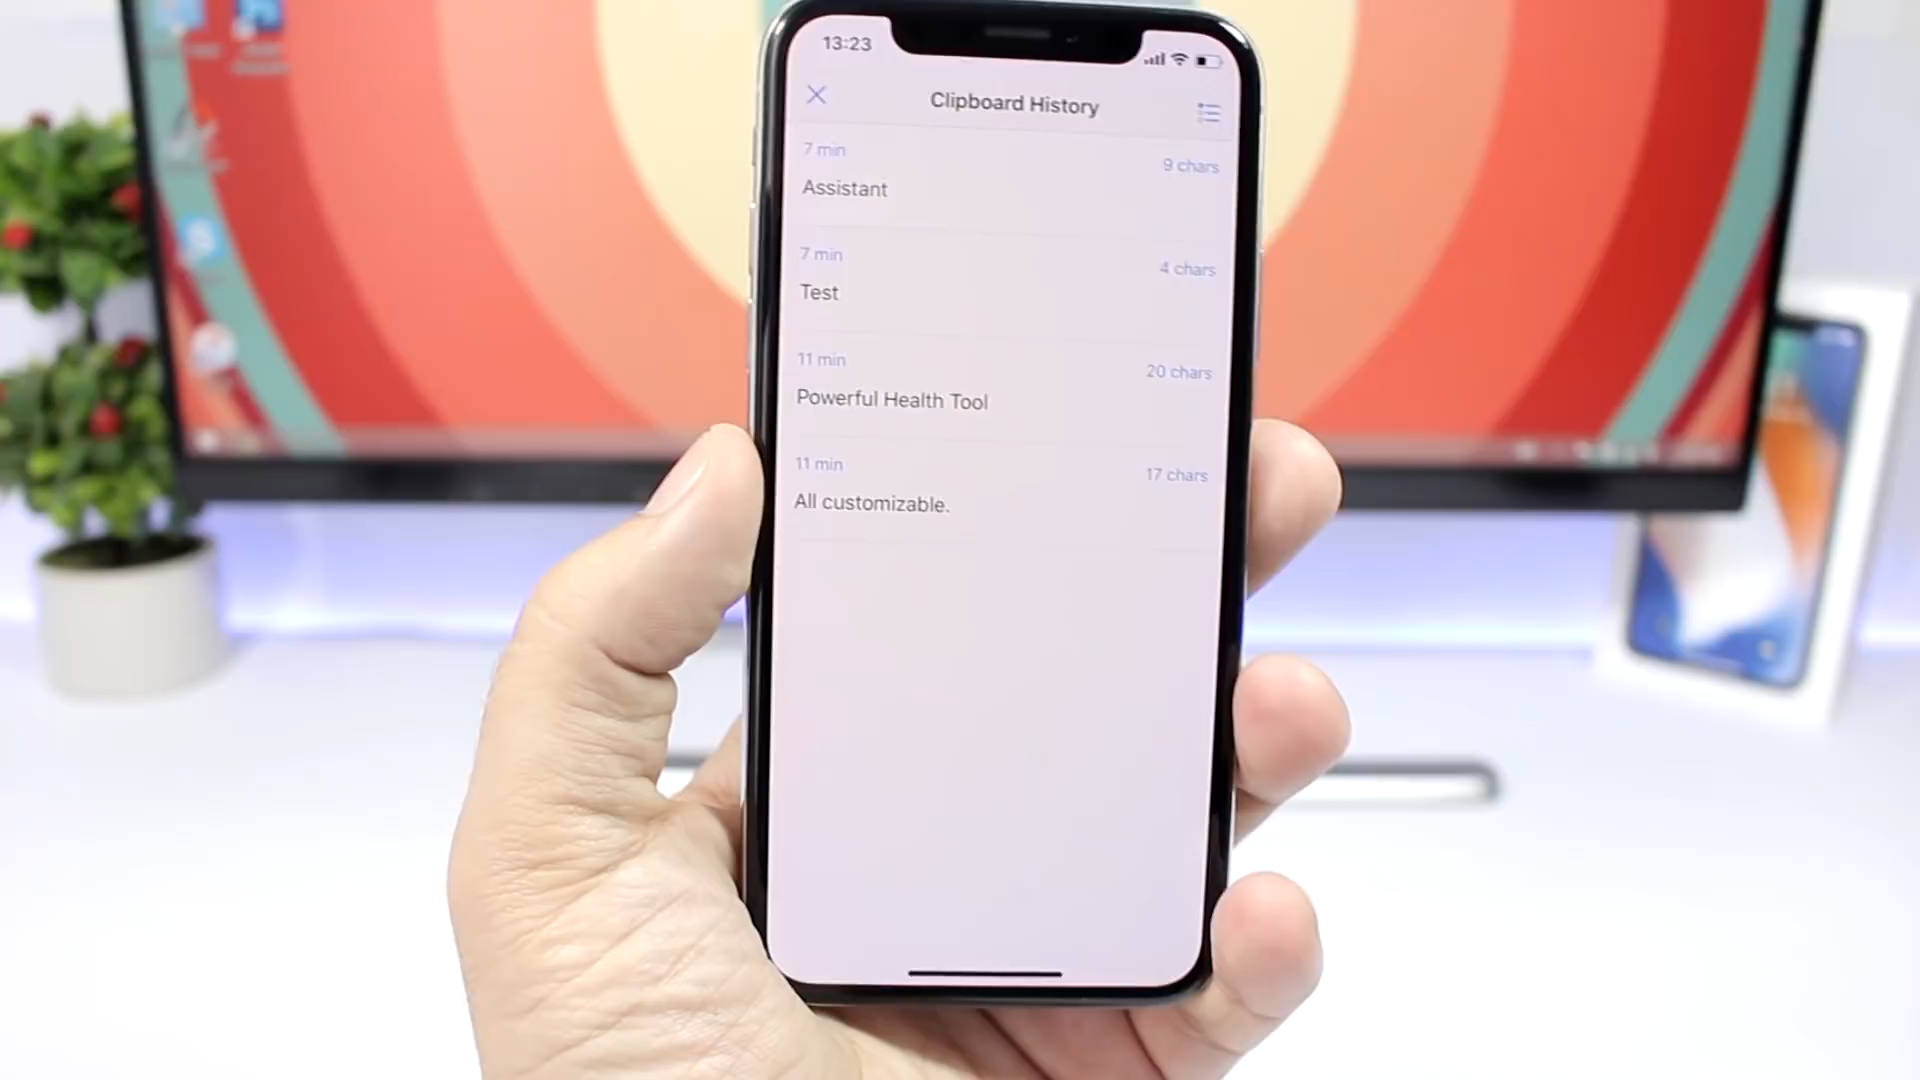 13:23
Clipboard History
7 min
9 chars
Assistant
7 min
4 chars
Test
11 min
20 chars
Powerful Health Tool
11 min
17 chars
All customizable.